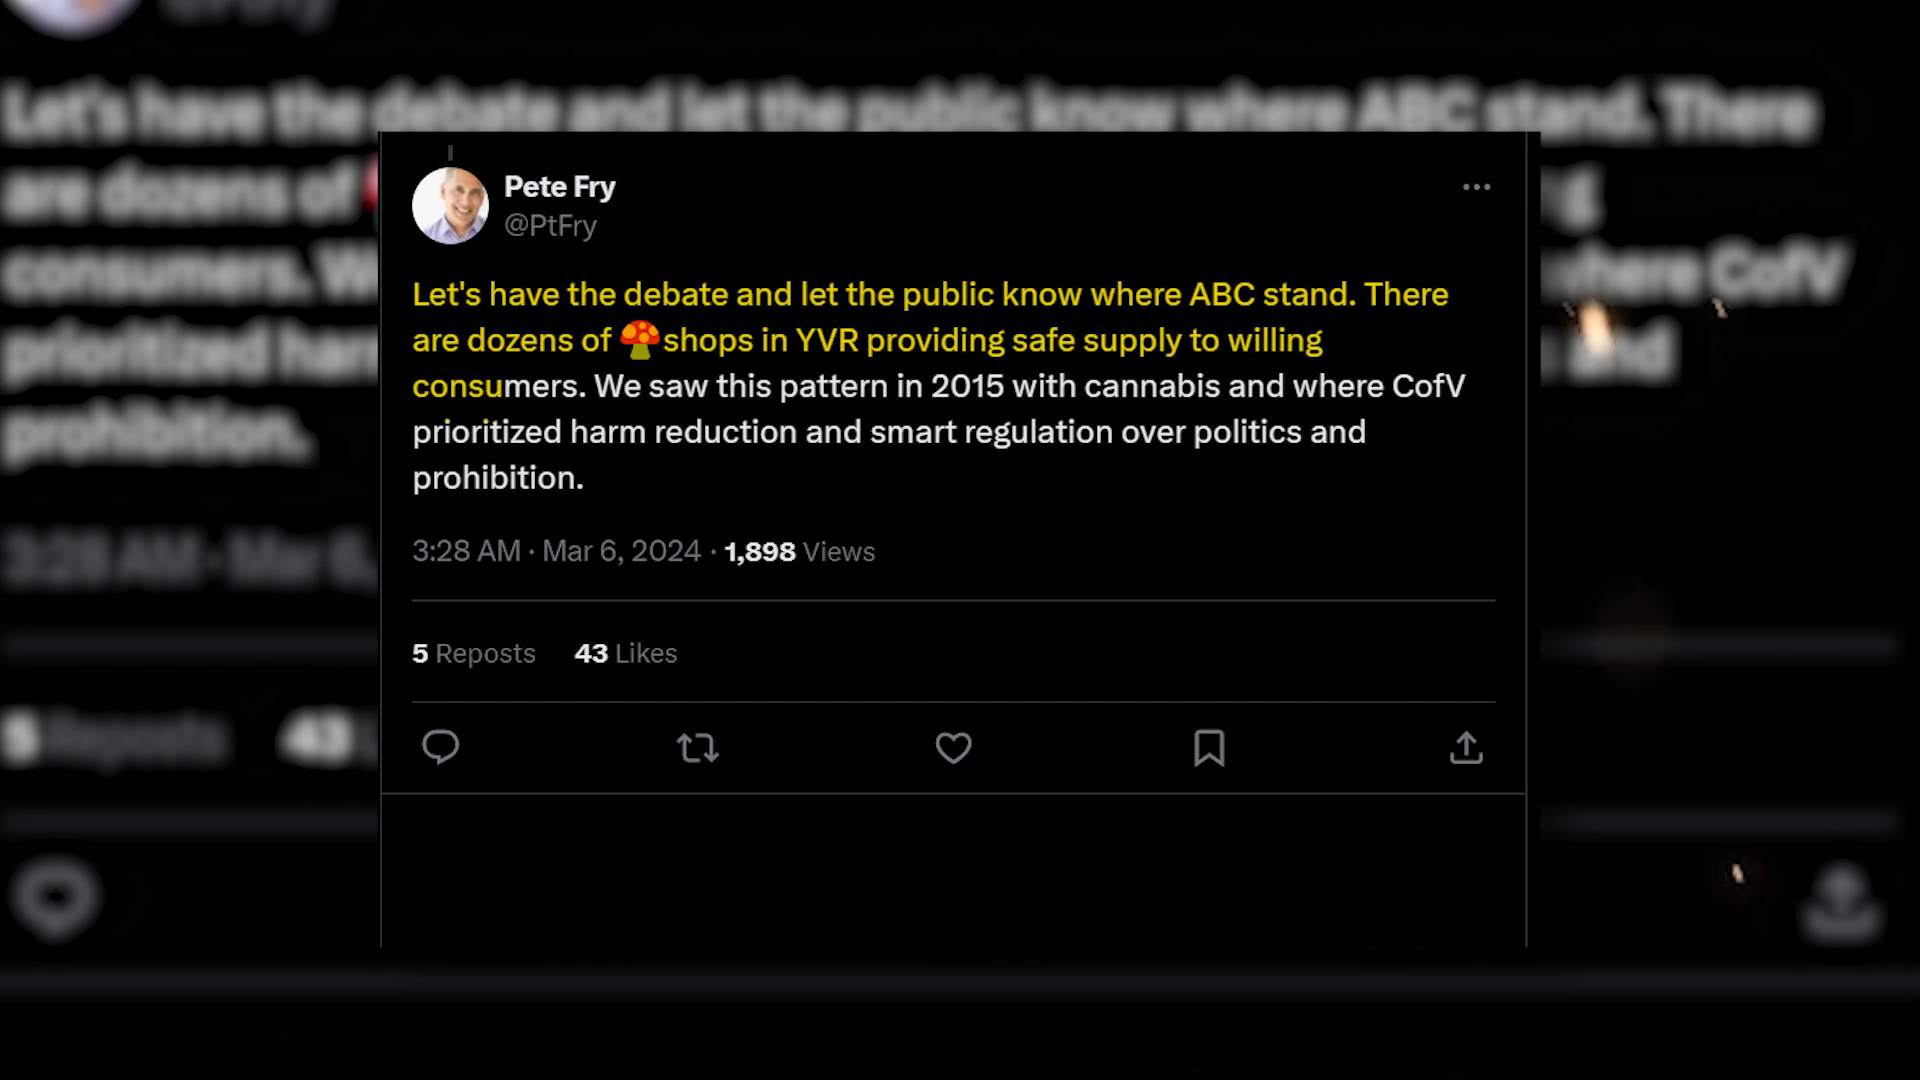 Pete Fry
@PtFry
Let's have the debate and let the public know where ABC stand. There
are dozens of 🍄shops in YVR providing safe supply to willing
consumers. We saw this pattern in 2015 with cannabis and where CofV
prioritized harm reduction and smart regulation over politics and
prohibition.
3:28 AM · Mar 6, 2024 · 1,898 Views
5 Reposts 43 Likes